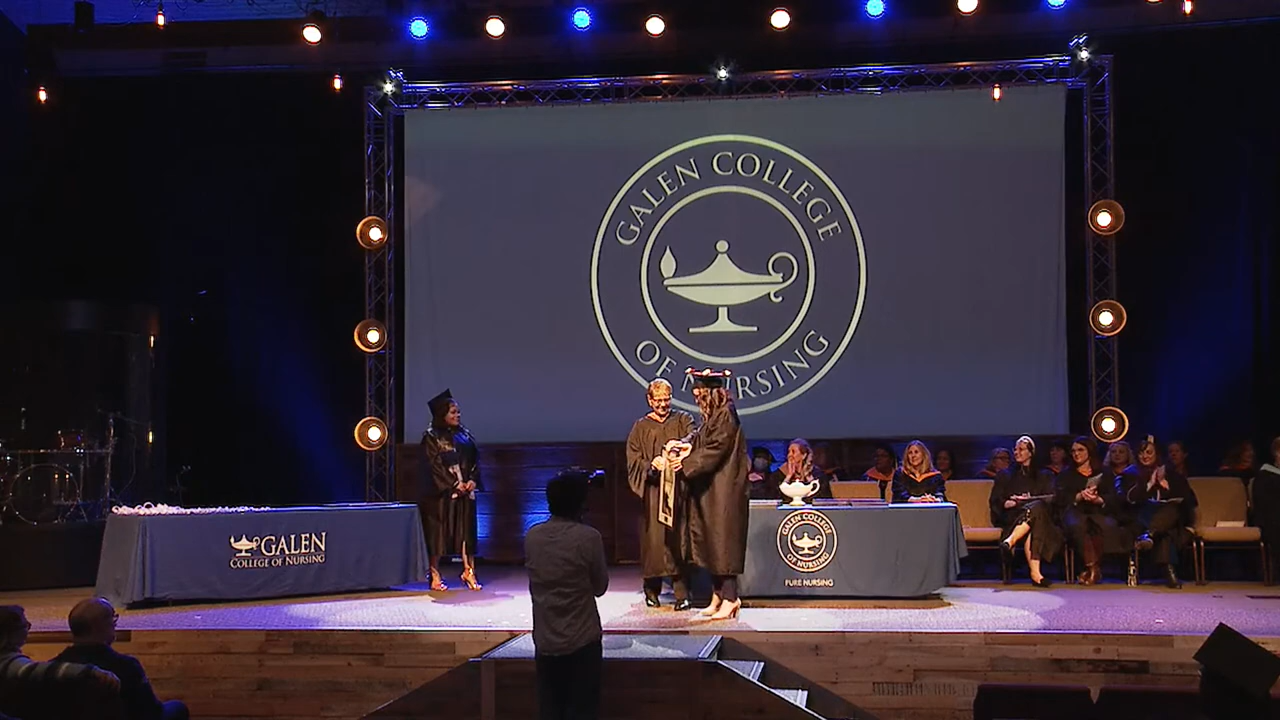 GALEN COLLEGE
OF NURSING
GALEN
COLLEGE OF NURSING
GALEN COLLEGE
OF NURSING
PURE NURSING